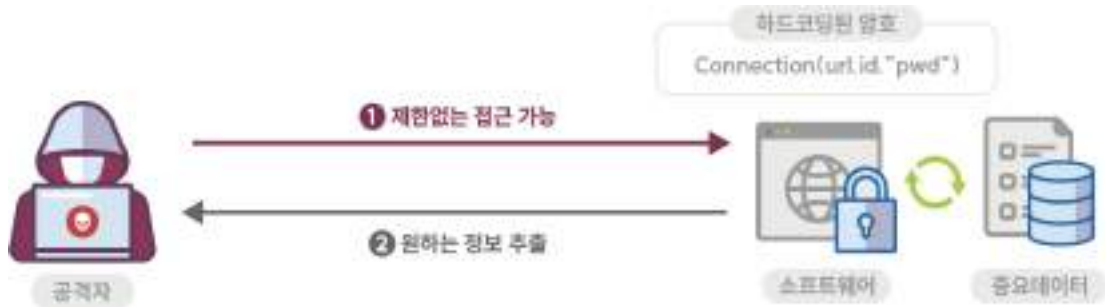 하드코딩된 암호
Connection(url.id."pwd")
❶ 제한없는 접근 가능
❷ 원하는 정보 추출
공격자
소프트웨어
중요데이터